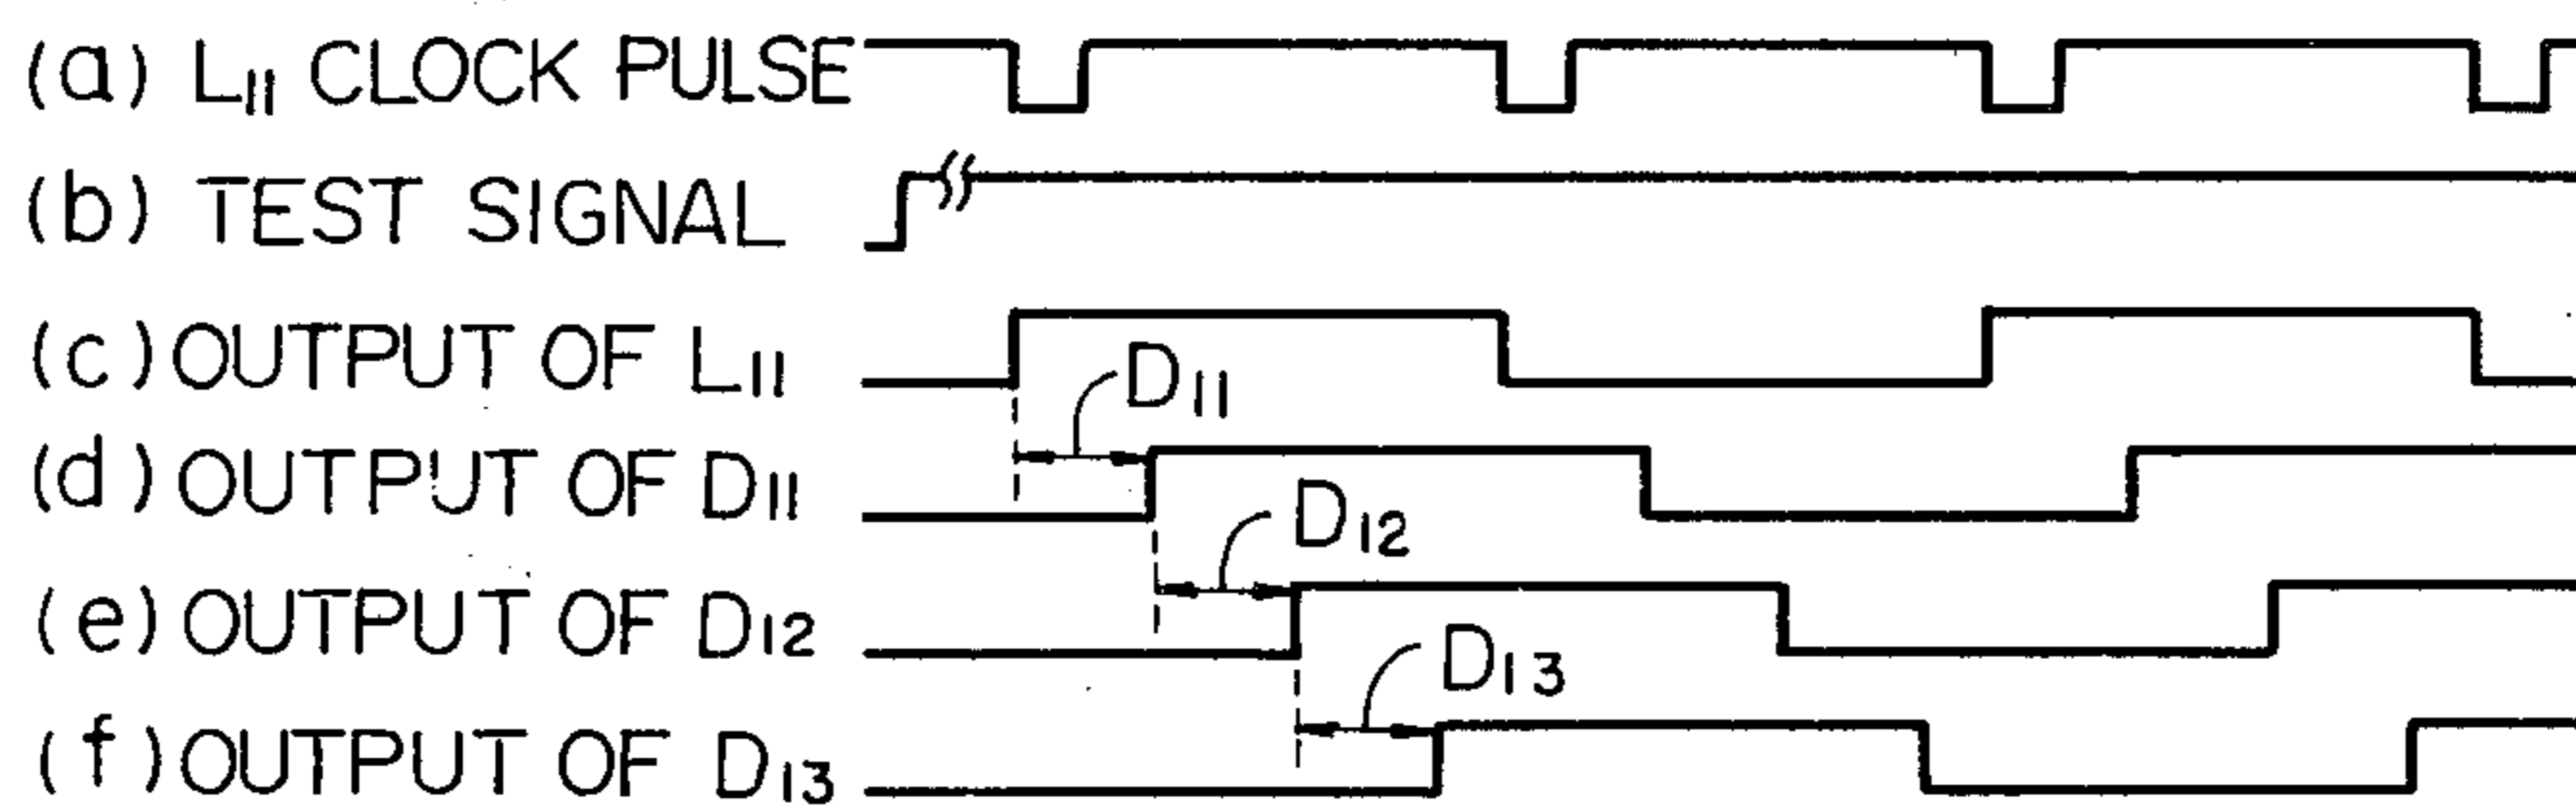 (a) L11 CLOCK PULSE
(b) TEST SIGNAL
(c) OUTPUT OF L11
D11
(d) OUTPUT OF D11
D12
(e) OUTPUT OF D12
D13
(f) OUTPUT OF D13